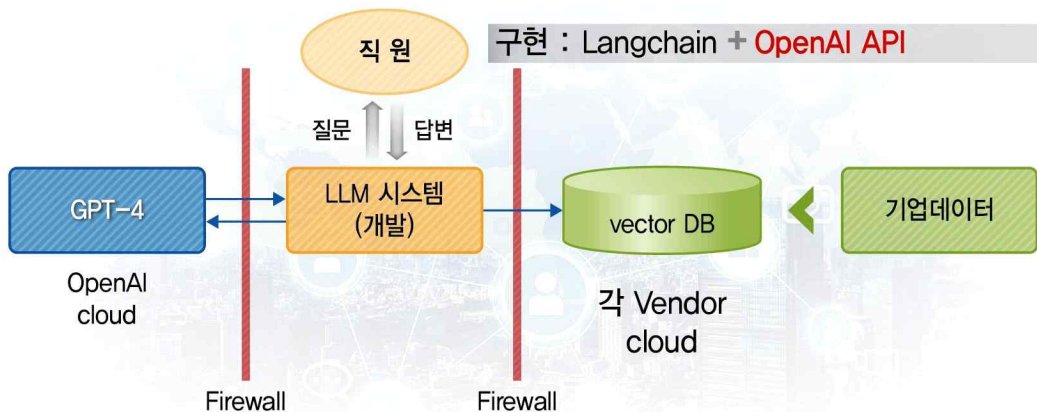 직 원
구현 : Langchain + OpenAI API
질문
답변
GPT-4
LLM 시스템
(개발)
vector DB
기업데이터
OpenAI
cloud
각 Vendor
cloud
Firewall
Firewall